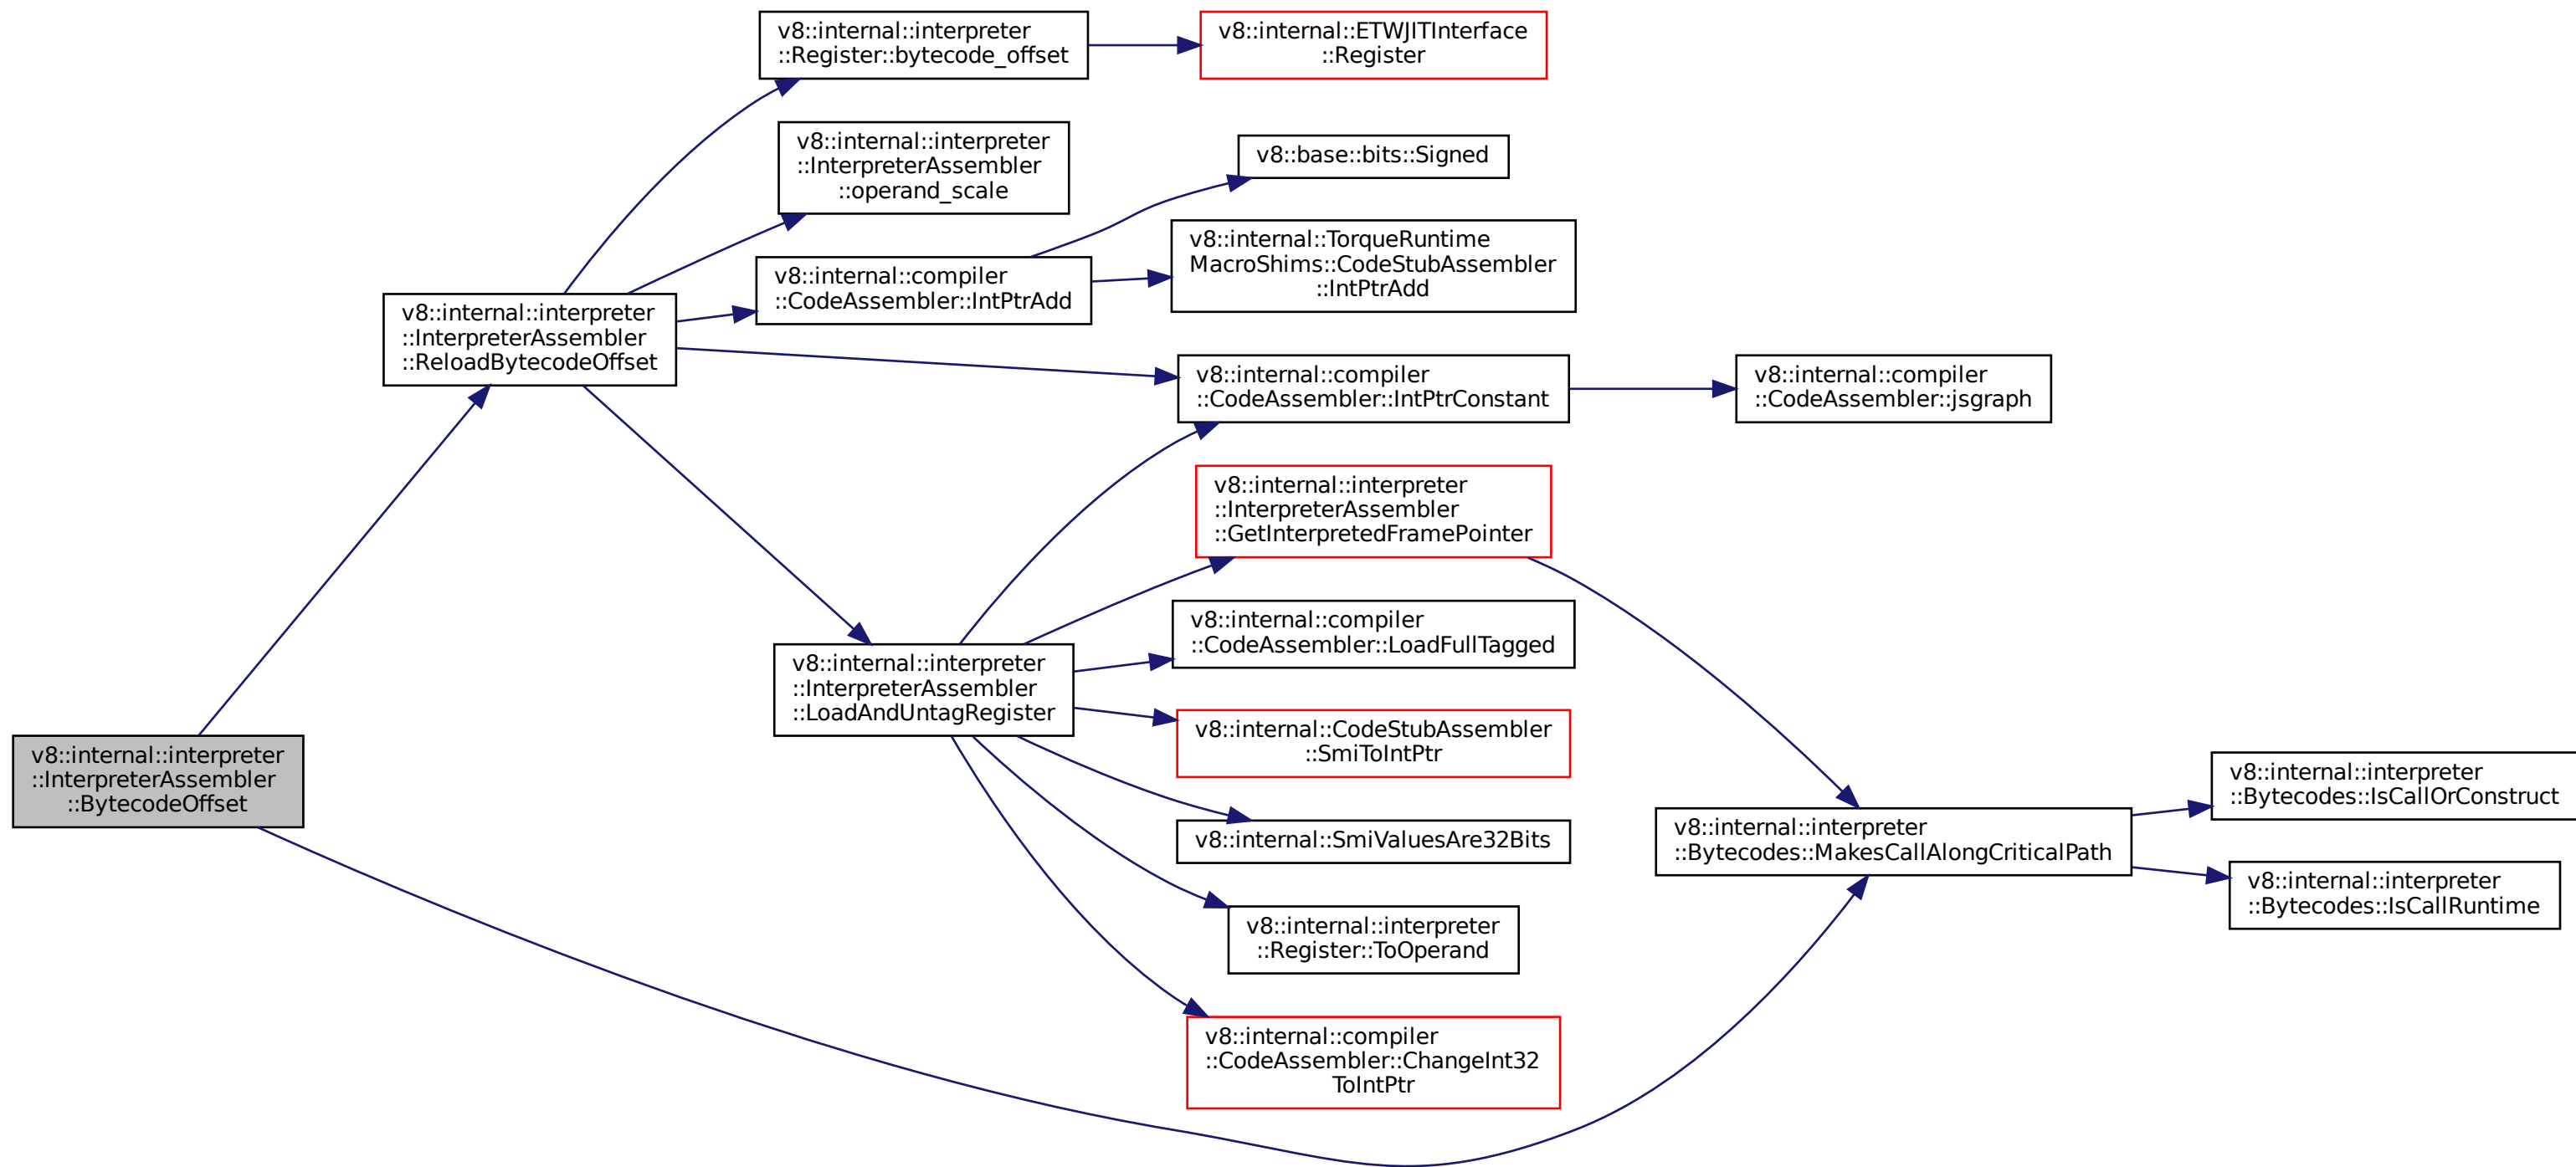 v8::internal::interpreter
::InterpreterAssembler
::BytecodeOffset
v8::internal::interpreter
::InterpreterAssembler
::ReloadBytecodeOffset
v8::internal::interpreter
::Register::bytecode_offset
v8::internal::ETWJITInterface
::Register
v8::internal::interpreter
::InterpreterAssembler
::operand_scale
v8::internal::compiler
::CodeAssembler::IntPtrAdd
v8::base::bits::Signed
v8::internal::TorqueRuntime
MacroShims::CodeStubAssembler
::IntPtrAdd
v8::internal::compiler
::CodeAssembler::IntPtrConstant
v8::internal::compiler
::CodeAssembler::jsgraph
v8::internal::interpreter
::InterpreterAssembler
::LoadAndUntagRegister
v8::internal::interpreter
::InterpreterAssembler
::GetInterpretedFramePointer
v8::internal::compiler
::CodeAssembler::LoadFullTagged
v8::internal::CodeStubAssembler
::SmiToIntPtr
v8::internal::SmiValuesAre32Bits
v8::internal::interpreter
::Register::ToOperand
v8::internal::compiler
::CodeAssembler::ChangeInt32
ToIntPtr
v8::internal::interpreter
::Bytecodes::MakesCallAlongCriticalPath
v8::internal::interpreter
::Bytecodes::IsCallOrConstruct
v8::internal::interpreter
::Bytecodes::IsCallRuntime